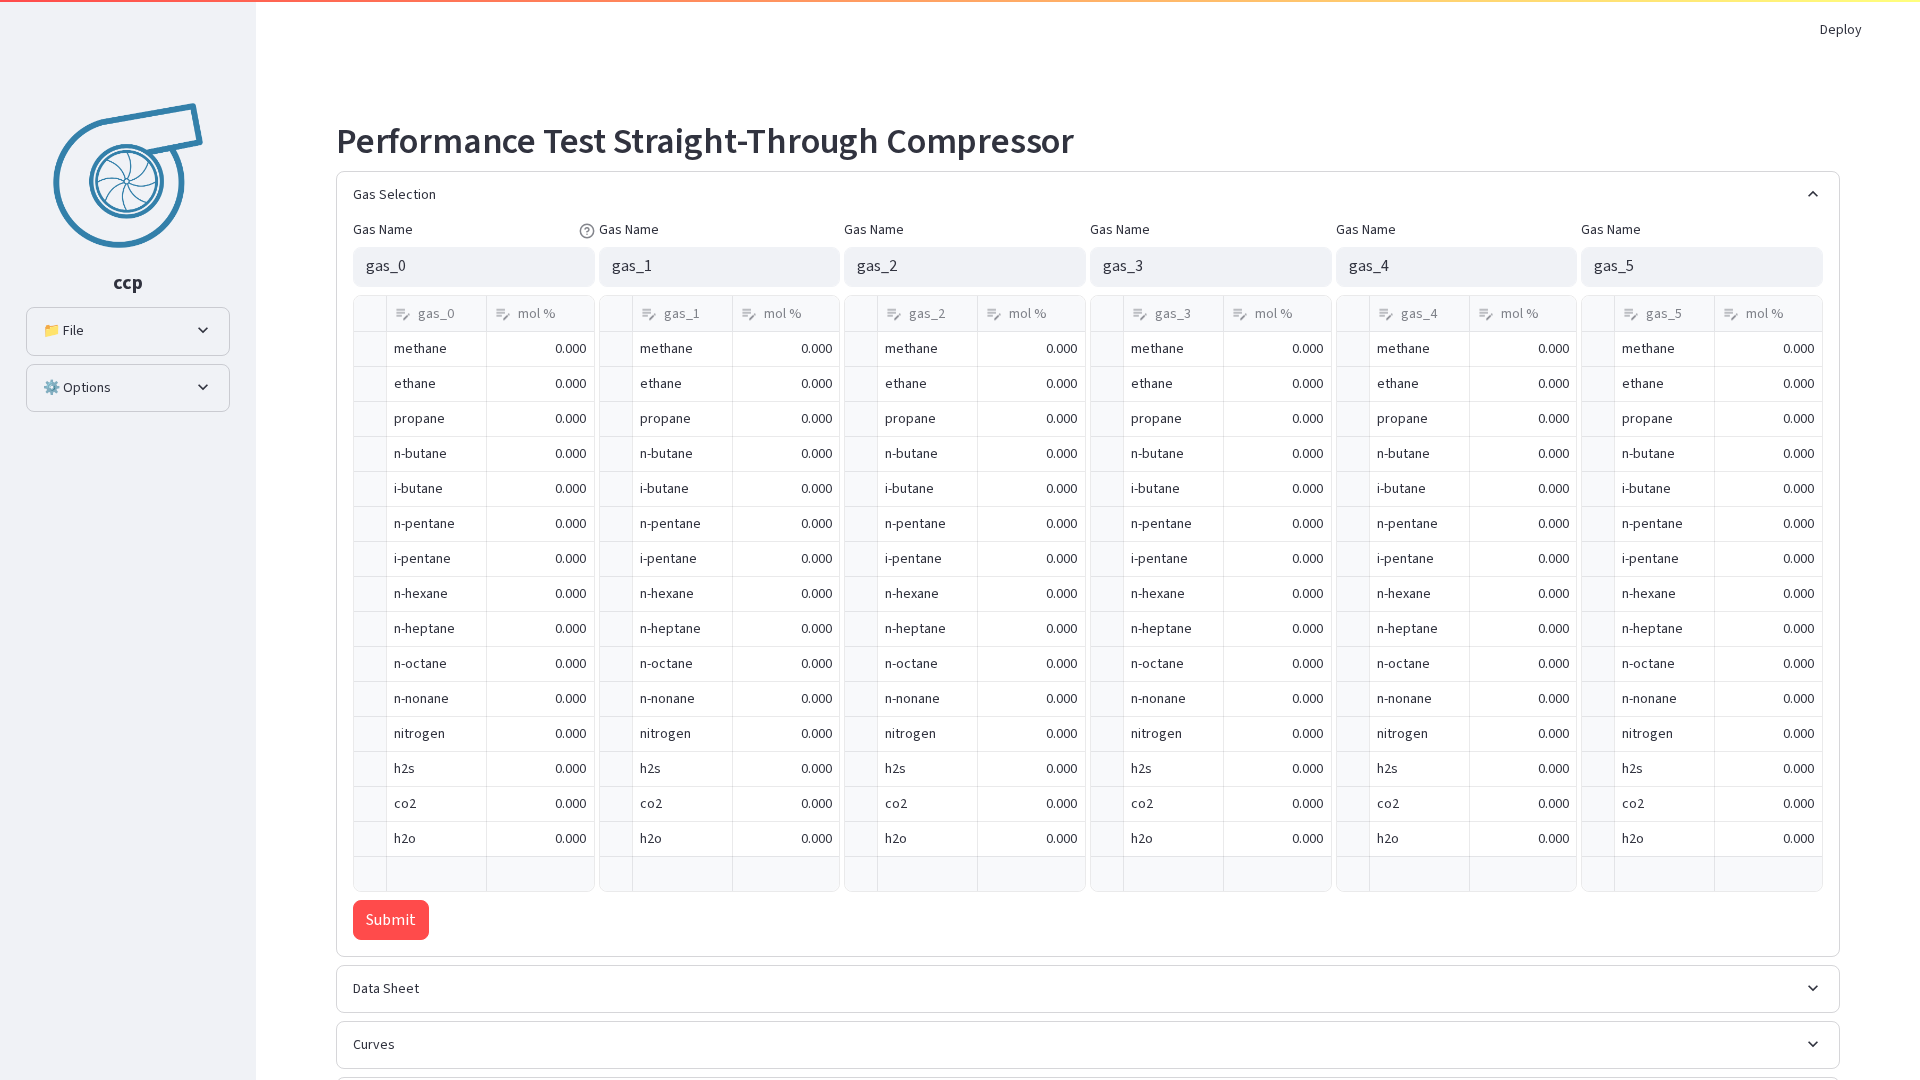 Deploy
ccp
📁 File
⚙️ Options
Performance Test Straight-Through Compressor
Gas Selection
Gas Name Gas Name Gas Name Gas Name Gas Name Gas Name
gas_0 gas_1 gas_2 gas_3 gas_4 gas_5
gas_0 mol % gas_1 mol % gas_2 mol % gas_3 mol % gas_4 mol % gas_5 mol %
methane 0.000 methane 0.000 methane 0.000 methane 0.000 methane 0.000 methane 0.000
ethane 0.000 ethane 0.000 ethane 0.000 ethane 0.000 ethane 0.000 ethane 0.000
propane 0.000 propane 0.000 propane 0.000 propane 0.000 propane 0.000 propane 0.000
n-butane 0.000 n-butane 0.000 n-butane 0.000 n-butane 0.000 n-butane 0.000 n-butane 0.000
i-butane 0.000 i-butane 0.000 i-butane 0.000 i-butane 0.000 i-butane 0.000 i-butane 0.000
n-pentane 0.000 n-pentane 0.000 n-pentane 0.000 n-pentane 0.000 n-pentane 0.000 n-pentane 0.000
i-pentane 0.000 i-pentane 0.000 i-pentane 0.000 i-pentane 0.000 i-pentane 0.000 i-pentane 0.000
n-hexane 0.000 n-hexane 0.000 n-hexane 0.000 n-hexane 0.000 n-hexane 0.000 n-hexane 0.000
n-heptane 0.000 n-heptane 0.000 n-heptane 0.000 n-heptane 0.000 n-heptane 0.000 n-heptane 0.000
n-octane 0.000 n-octane 0.000 n-octane 0.000 n-octane 0.000 n-octane 0.000 n-octane 0.000
n-nonane 0.000 n-nonane 0.000 n-nonane 0.000 n-nonane 0.000 n-nonane 0.000 n-nonane 0.000
nitrogen 0.000 nitrogen 0.000 nitrogen 0.000 nitrogen 0.000 nitrogen 0.000 nitrogen 0.000
h2s 0.000 h2s 0.000 h2s 0.000 h2s 0.000 h2s 0.000 h2s 0.000
co2 0.000 co2 0.000 co2 0.000 co2 0.000 co2 0.000 co2 0.000
h2o 0.000 h2o 0.000 h2o 0.000 h2o 0.000 h2o 0.000 h2o 0.000
Submit
Data Sheet
Curves